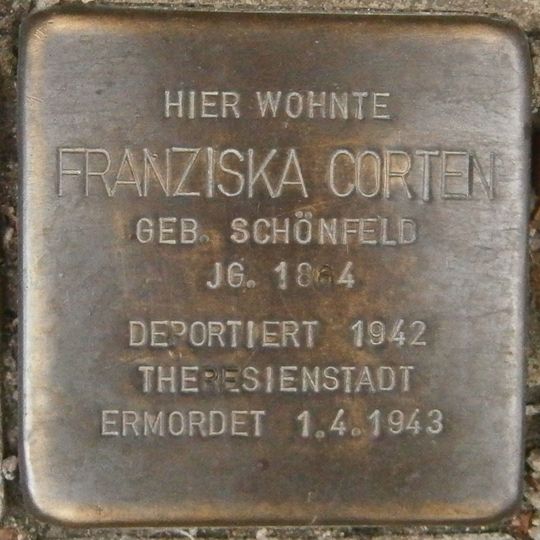 HIER WOHNTE
FRANZISKA CORTEN
GEB. SCHÖNFELD
JG. 1864
DEPORTIERT 1942
THERESIENSTADT
ERMORDET 1.4.1943